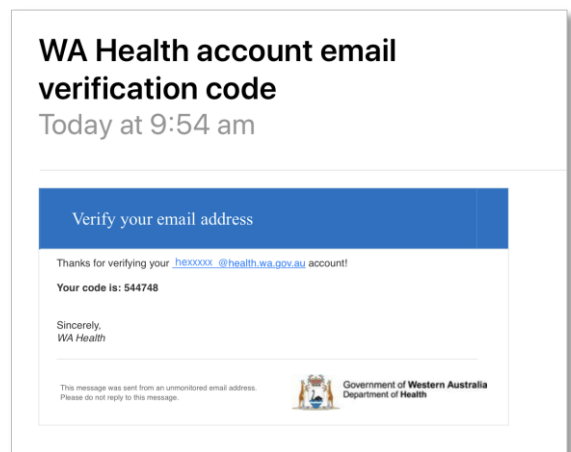 WA Health account email
verification code
Today at 9:54 am
Verify your email address
Thanks for verifying your hexxxxx @health.wa.gov.au account!
Your code is: 544748
Sincerely,
WA Health
This message was sent from an unmonitored email address.
Please do not reply to this message.
Government of Western Australia
Department of Health